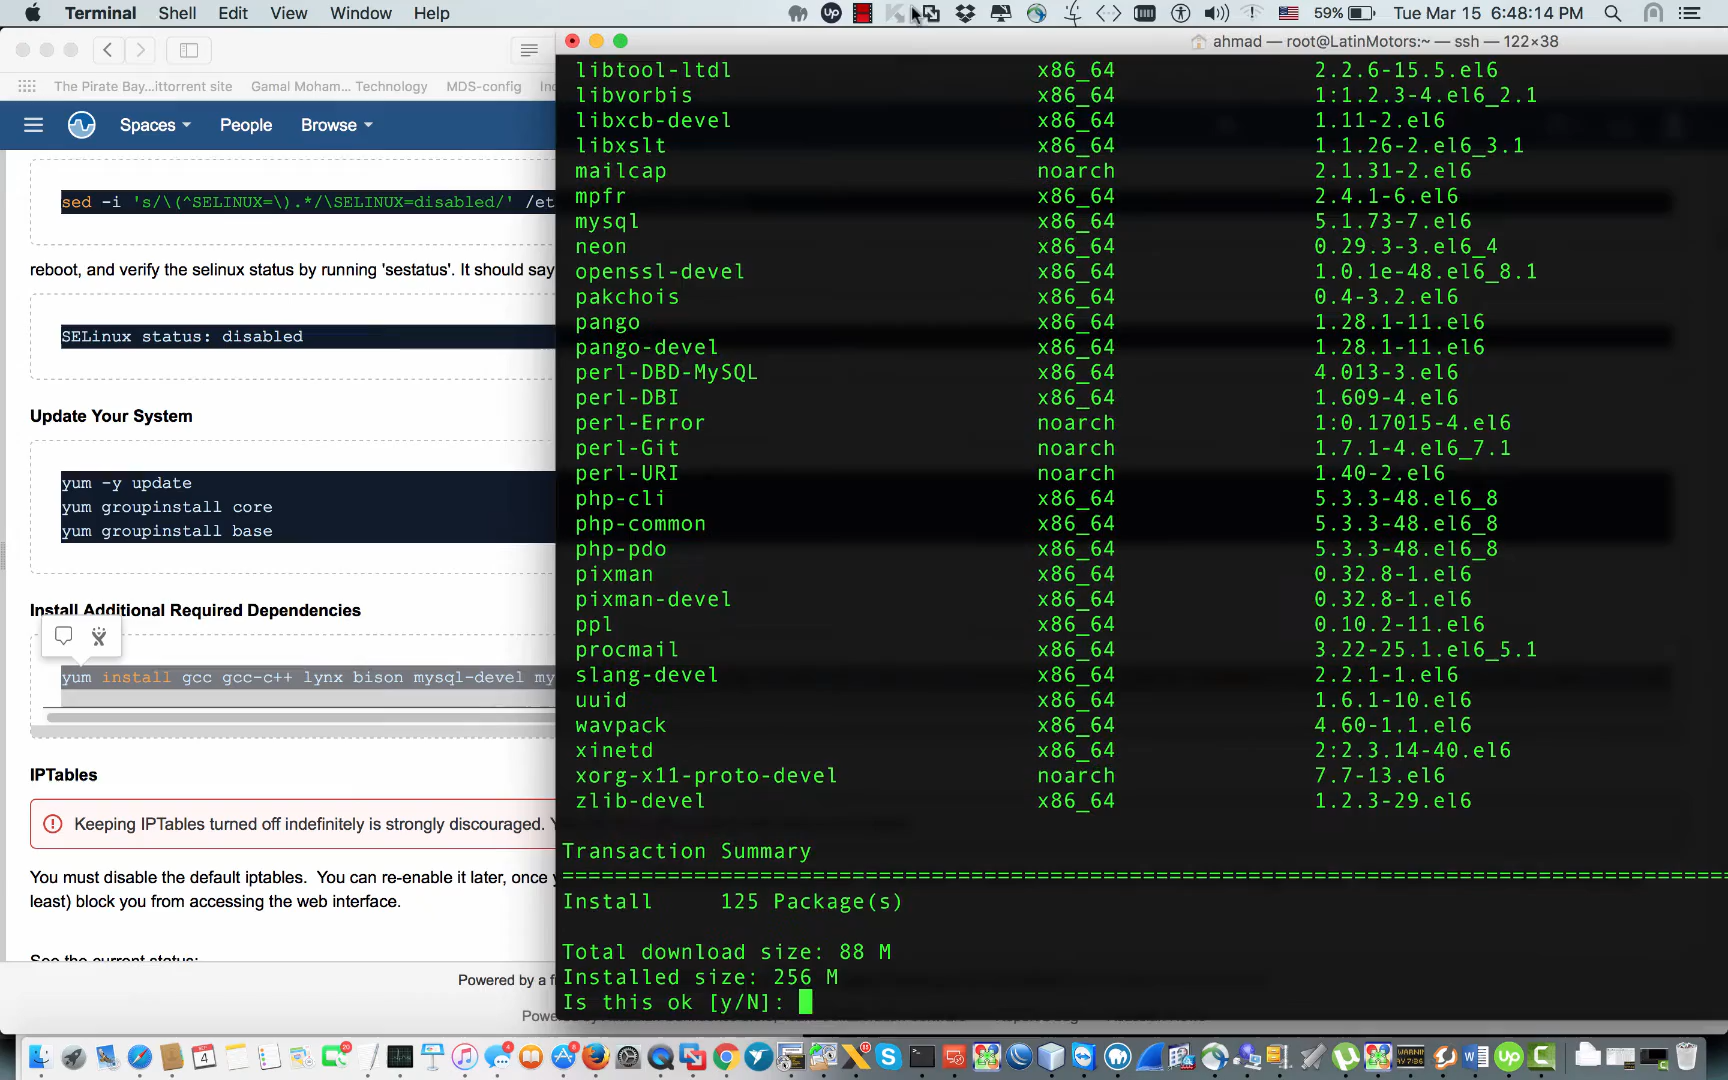 Terminal Shell Edit View Window Help 59% Tue Mar 15 6:48:14 PM
ahmad — root@LatinMotors:~ — ssh — 122×38
The Pirate Bay...ittorrent site Gamal Moham... Technology MDS-config
Spaces People Browse
sed -i 's/\(^SELINUX=\).*/\SELINUX=disabled/' /et
reboot, and verify the selinux status by running 'sestatus'. It should say
SELinux status: disabled
Update Your System
yum -y update
yum groupinstall core
yum groupinstall base
Install Additional Required Dependencies
yum install gcc gcc-c++ lynx bison mysql-devel my
IPTables
Keeping IPTables turned off indefinitely is strongly discouraged.
You must disable the default iptables. You can re-enable it later, once
least) block you from accessing the web interface.
See the current status:
Powered by a
libtool-ltdl x86_64 2.2.6-15.5.el6
libvorbis x86_64 1:1.2.3-4.el6_2.1
libxcb-devel x86_64 1.11-2.el6
libxslt x86_64 1.1.26-2.el6_3.1
mailcap noarch 2.1.31-2.el6
mpfr x86_64 2.4.1-6.el6
mysql x86_64 5.1.73-7.el6
neon x86_64 0.29.3-3.el6_4
openssl-devel x86_64 1.0.1e-48.el6_8.1
pakchois x86_64 0.4-3.2.el6
pango x86_64 1.28.1-11.el6
pango-devel x86_64 1.28.1-11.el6
perl-DBD-MySQL x86_64 4.013-3.el6
perl-DBI x86_64 1.609-4.el6
perl-Error noarch 1:0.17015-4.el6
perl-Git noarch 1.7.1-4.el6_7.1
perl-URI noarch 1.40-2.el6
php-cli x86_64 5.3.3-48.el6_8
php-common x86_64 5.3.3-48.el6_8
php-pdo x86_64 5.3.3-48.el6_8
pixman x86_64 0.32.8-1.el6
pixman-devel x86_64 0.32.8-1.el6
ppl x86_64 0.10.2-11.el6
procmail x86_64 3.22-25.1.el6_5.1
slang-devel x86_64 2.2.1-1.el6
uuid x86_64 1.6.1-10.el6
wavpack x86_64 4.60-1.1.el6
xinetd x86_64 2:2.3.14-40.el6
xorg-x11-proto-devel noarch 7.7-13.el6
zlib-devel x86_64 1.2.3-29.el6
Transaction Summary
Install 125 Package(s)
Total download size: 88 M
Installed size: 256 M
Is this ok [y/N]: